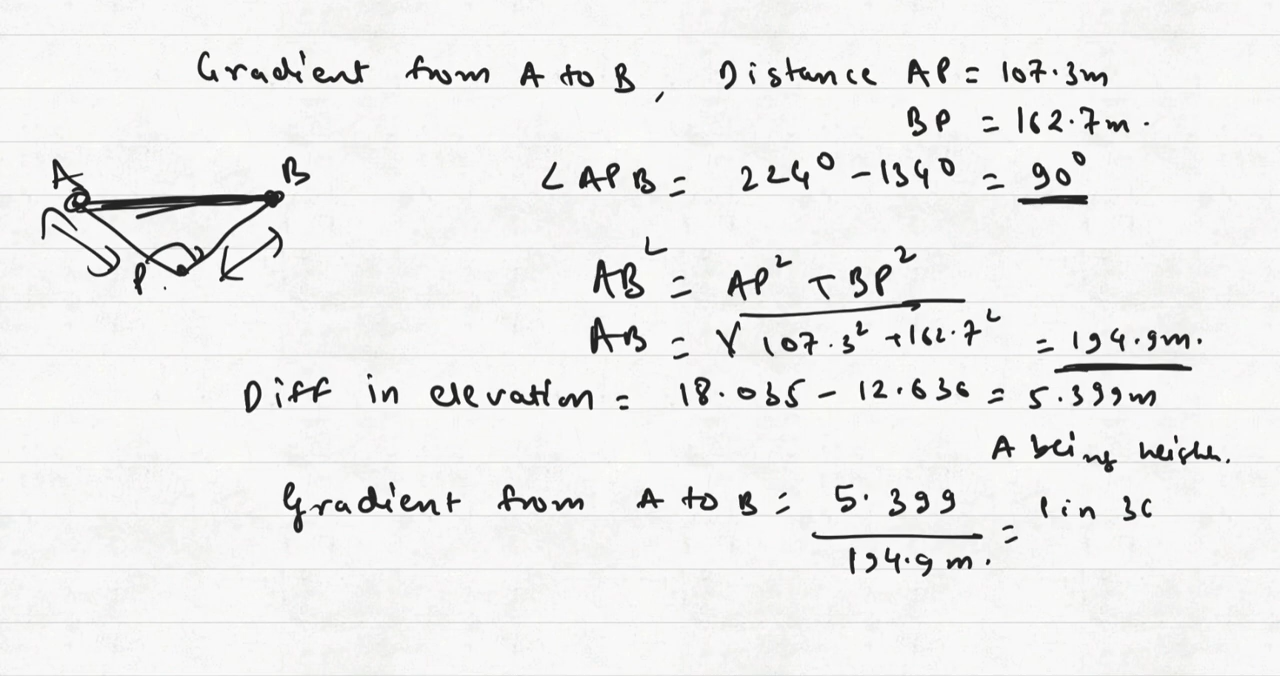 Gradient from A to B, Distance AP = 107.3m
BP = 162.7m.
A B
∠APB = 224° - 134° = 90°
P.
AB² = AP² + BP²
AB = √107.3² + 162.7² = 194.9m.
Diff in elevation = 18.035 - 12.636 = 5.399m
A being heigher.
Gradient from A to B = 5.399 / 194.9 m. = 1 in 36